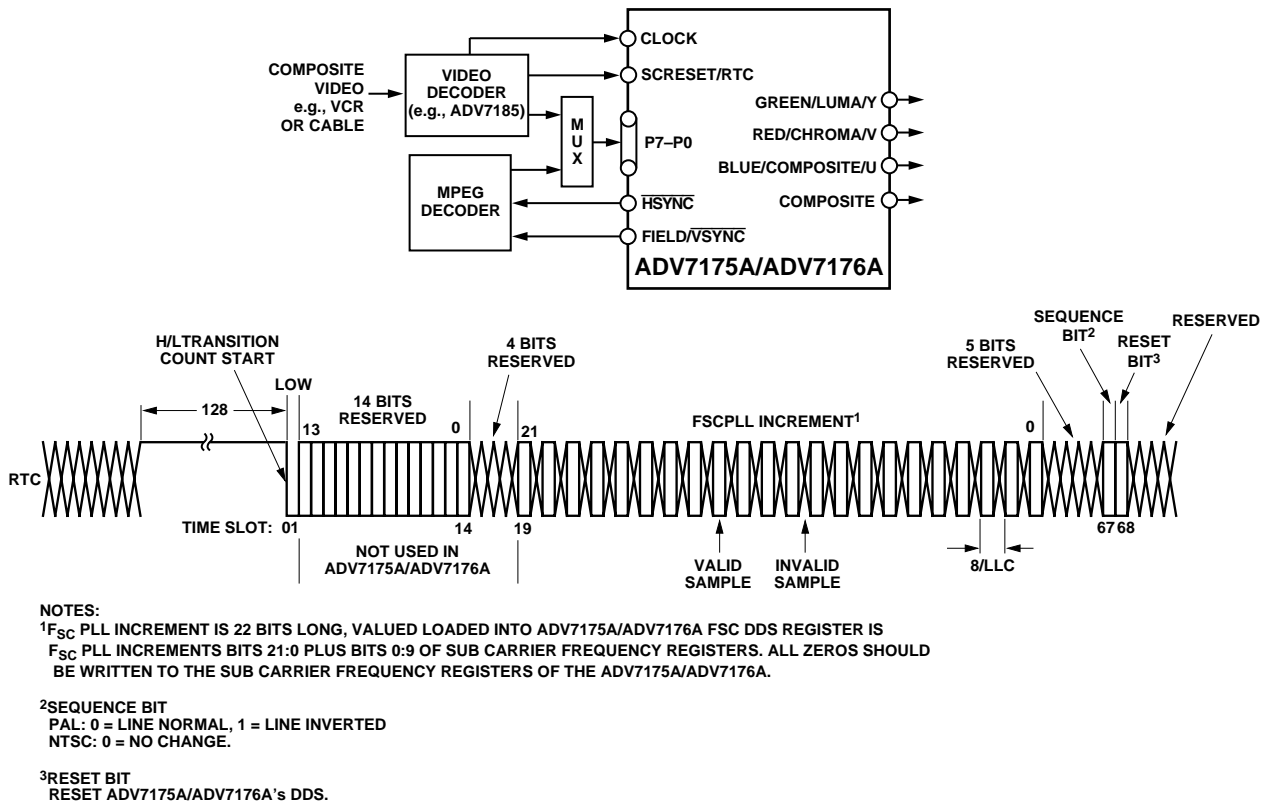 COMPOSITE
VIDEO
e.g., VCR
OR CABLE
VIDEO
DECODER
(e.g., ADV7185)
MPEG
DECODER
M
U
X
CLOCK
SCRESET/RTC
P7–P0
HSYNC
FIELD/VSYNC
GREEN/LUMA/Y
RED/CHROMA/V
BLUE/COMPOSITE/U
COMPOSITE
ADV7175A/ADV7176A
H/LTRANSITION
COUNT START
LOW
128
13
14 BITS
RESERVED
0
4 BITS
RESERVED
21
FSCPLL INCREMENT1
0
5 BITS
RESERVED
SEQUENCE
BIT2
RESET
BIT3
RESERVED
RTC
TIME SLOT: 01
14
19
67 68
NOT USED IN
ADV7175A/ADV7176A
VALID
SAMPLE
INVALID
SAMPLE
8/LLC
NOTES:
1FSC PLL INCREMENT IS 22 BITS LONG, VALUED LOADED INTO ADV7175A/ADV7176A FSC DDS REGISTER IS
FSC PLL INCREMENTS BITS 21:0 PLUS BITS 0:9 OF SUB CARRIER FREQUENCY REGISTERS. ALL ZEROS SHOULD
BE WRITTEN TO THE SUB CARRIER FREQUENCY REGISTERS OF THE ADV7175A/ADV7176A.
2SEQUENCE BIT
PAL: 0 = LINE NORMAL, 1 = LINE INVERTED
NTSC: 0 = NO CHANGE.
3RESET BIT
RESET ADV7175A/ADV7176A's DDS.